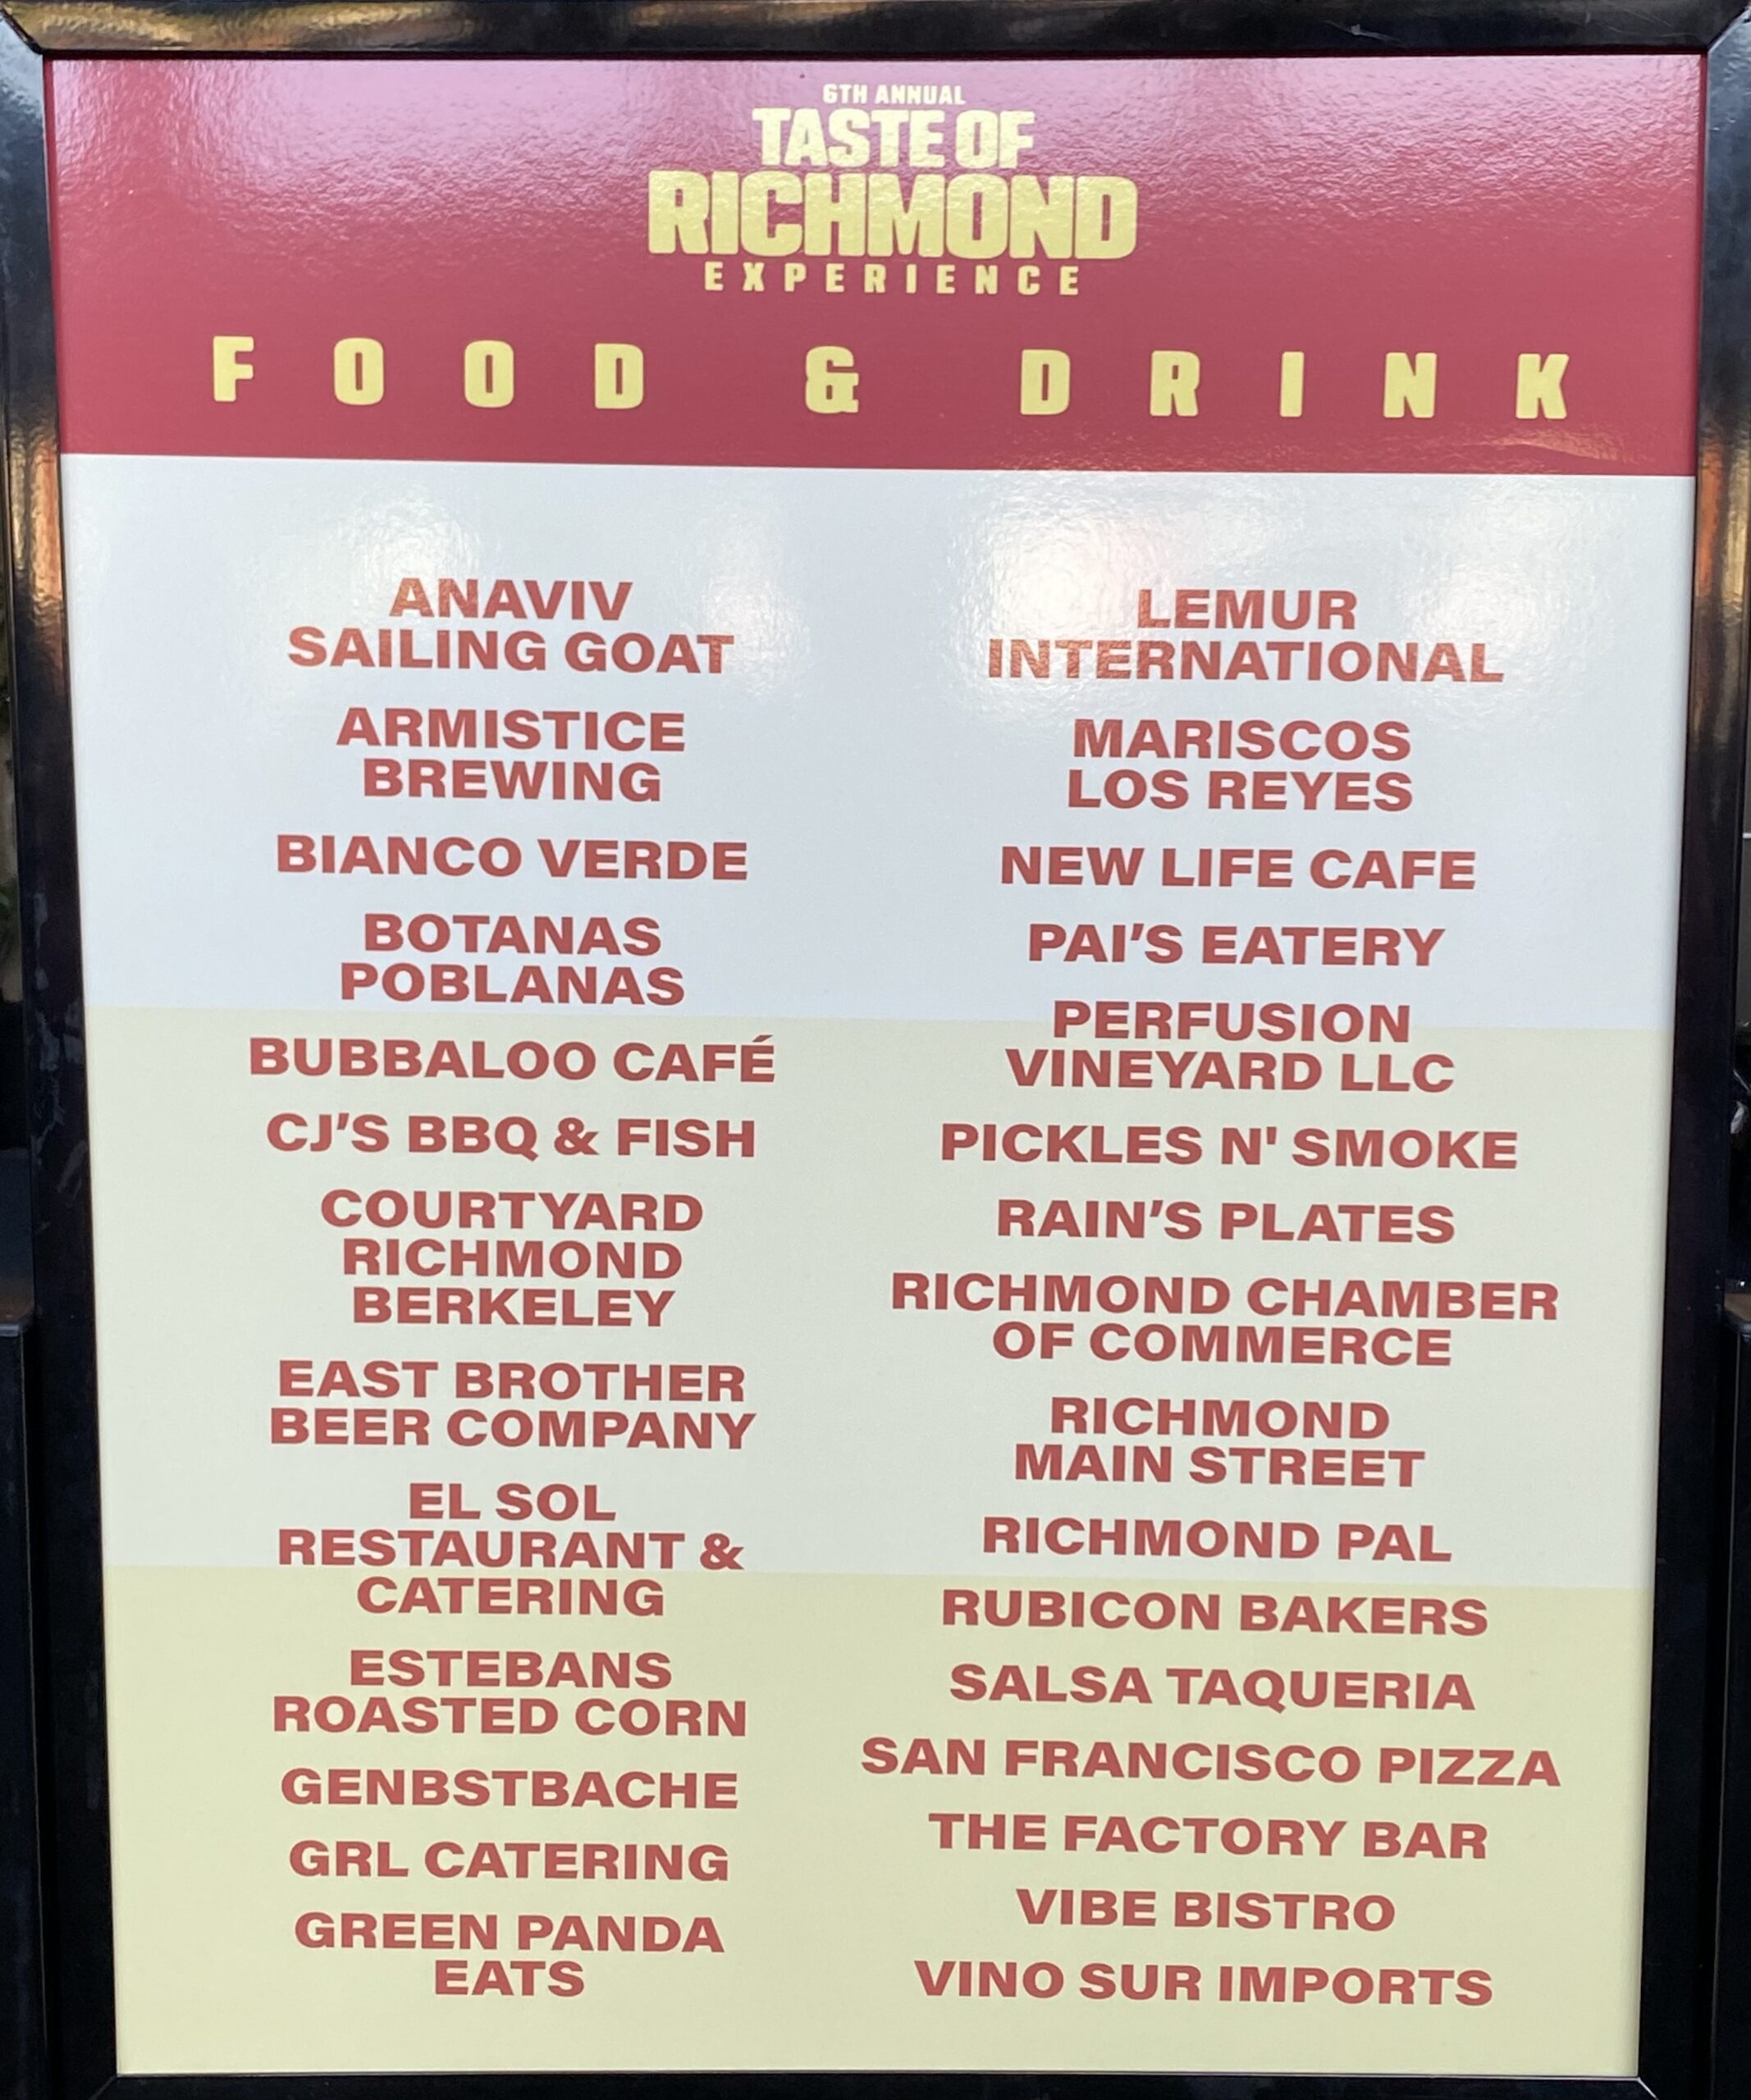 6TH ANNUAL
TASTE OF
RICHMOND
EXPERIENCE
FOOD & DRINK
ANAVIV
SAILING GOAT
ARMISTICE
BREWING
BIANCO VERDE
BOTANAS
POBLANAS
BUBBALOO CAFÉ
CJ'S BBQ & FISH
COURTYARD
RICHMOND
BERKELEY
EAST BROTHER
BEER COMPANY
EL SOL
RESTAURANT &
CATERING
ESTEBANS
ROASTED CORN
GENBSTBACHE
GRL CATERING
GREEN PANDA
EATS
LEMUR
INTERNATIONAL
MARISCOS
LOS REYES
NEW LIFE CAFE
PAI'S EATERY
PERFUSION
VINEYARD LLC
PICKLES N' SMOKE
RAIN'S PLATES
RICHMOND CHAMBER
OF COMMERCE
RICHMOND
MAIN STREET
RICHMOND PAL
RUBICON BAKERS
SALSA TAQUERIA
SAN FRANCISCO PIZZA
THE FACTORY BAR
VIBE BISTRO
VINO SUR IMPORTS